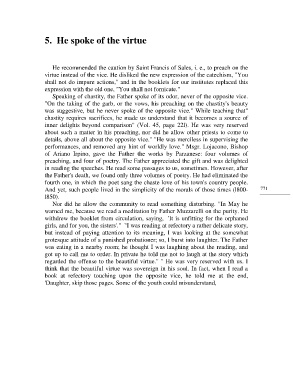 5. He spoke of the virtue
He recommended the caution by Saint Francis of Sales, i. e., to preach on the
virtue instead of the vice. He disliked the new expression of the catechism, "You
shall not do impure actions," and in the booklets for our institutes replaced this
expression with the old one. "You shall not fornicate."
Speaking of chastity, the Father spoke of its odor, never of the opposite vice.
"On the taking of the garb, or the vows, his preaching on the chastity's beauty
was suggestive, but he never spoke of the opposite vice." While teaching that"
chastity requires sacrifices, he made us understand that it becomes a source of
inner delights beyond comparison" (Vol. 45, page 22l). He was very reserved
about such a matter in his preaching, nor did he allow other priests to come to
details, above all about the opposite vice." "He was merciless in supervising the
performances, and removed any hint of worldly love." Msgr. Lojacono, Bishop
of Ariano Irpino, gave the Father the works by Parzanese: four volumes of
preaching, and four of poetry. The Father appreciated the gift and was delighted
in reading the speeches. He read some passages to us, sometimes. However, after
the Father's death, we found only three volumes of poetry. He had eliminated the
fourth one, in which the poet sang the chaste love of his town's country people.
And yet, such people lived in the simplicity of the morals of those times (l800-
l850).
Nor did he allow the community to read something disturbing. "In May he
warned me, because we read a meditation by Father Muzzarelli on the purity. He
withdrew the booklet from circulation, saying. 'It is unfitting for the orphaned
girls, and for you, the sisters'." "I was reading at refectory a rather delicate story,
but instead of paying attention to its meaning, I was looking at the somewhat
grotesque attitude of a punished probationer; so, I burst into laughter. The Father
was eating in a nearby room: he thought I was laughing about the reading, and
got up to call me to order. In private he told me not to laugh at the story which
regarded the offense to the beautiful virtue." " He was very reserved with us. I
think that the beautiful virtue was sovereign in his soul. In fact, when I read a
book at refectory touching upon the opposite vice, he told me at the end,
'Daughter, skip those pages. Some of the youth could misunderstand,